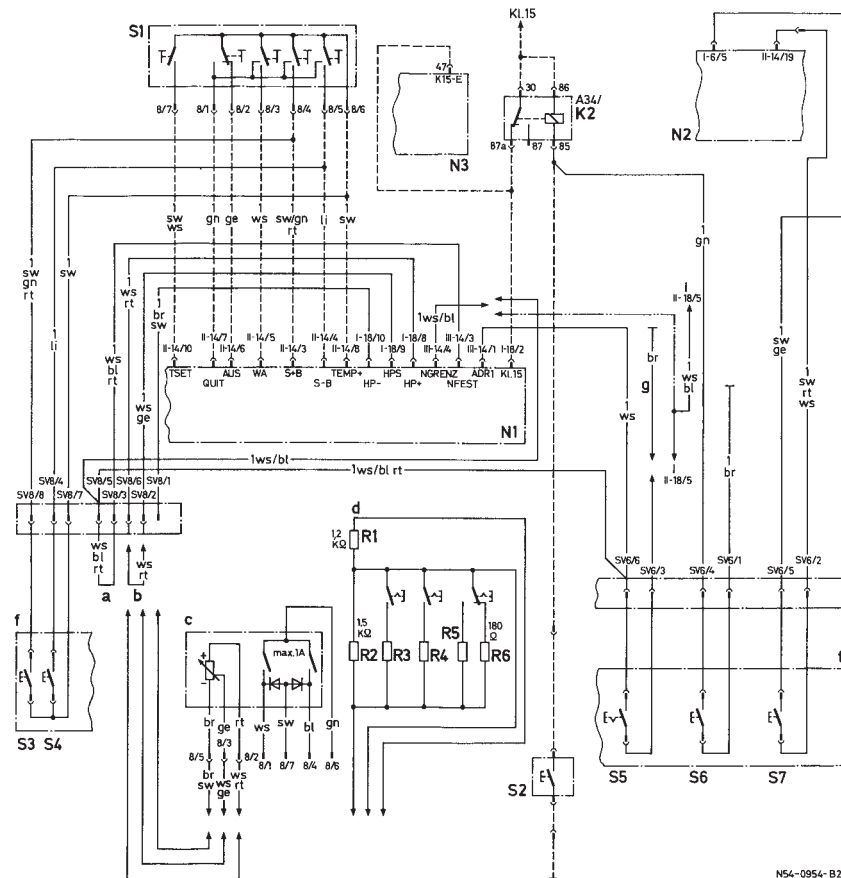 Kl.15
S1
47
K15-E
30
86
A34/
K2
I-6/5
II-14/19
N2
8/7
8/1
8/2
8/3
8/4
8/5
8/6
N3
87a
87
85
sw
ws
gn
ge
ws
sw/gn
rt
li
sw
1
gn
1
sw
gn
rt
1
sw
1
ws
rt
1
br
sw
1ws/bl
II-18/5
II-14/10
II-14/7
II-14/6
II-14/5
II-14/3
II-14/4
II-14/8
I-18/10
I-18/9
I-18/8
III-14/4
III-14/3
III-14/1
I-18/2
1
li
1
ws
bl
rt
1
ws
ge
TSET
QUIT
AUS
WA
S+B
S-B
TEMP+
HP-
HPS
HP+
NGRENZ
NFEST
ADR1
Kl.15
N1
br
g
ws
1
ws
bl
1
br
sw
ge
1
sw
rt
ws
1ws/bl
1ws/bl rt
II-18/5
SV8/8
SV8/4
SV8/7
SV8/5
SV8/3
SV8/6
SV8/2
SV8/1
d
1,2
KΩ
R1
ws
bl
rt
a
b
ws
rt
SV6/6
SV6/3
SV6/4
SV6/1
SV6/5
SV6/2
f
c
max.1A
+
-
1,5
KΩ
R2
R3
R4
R5
180
Ω
R6
f
S3
S4
br
ge
rt
ws
sw
bl
gn
8/5
8/3
8/2
8/1
8/7
8/4
8/6
br
sw
ws
ge
ws
rt
S2
S5
S6
S7
N54-0954-B2